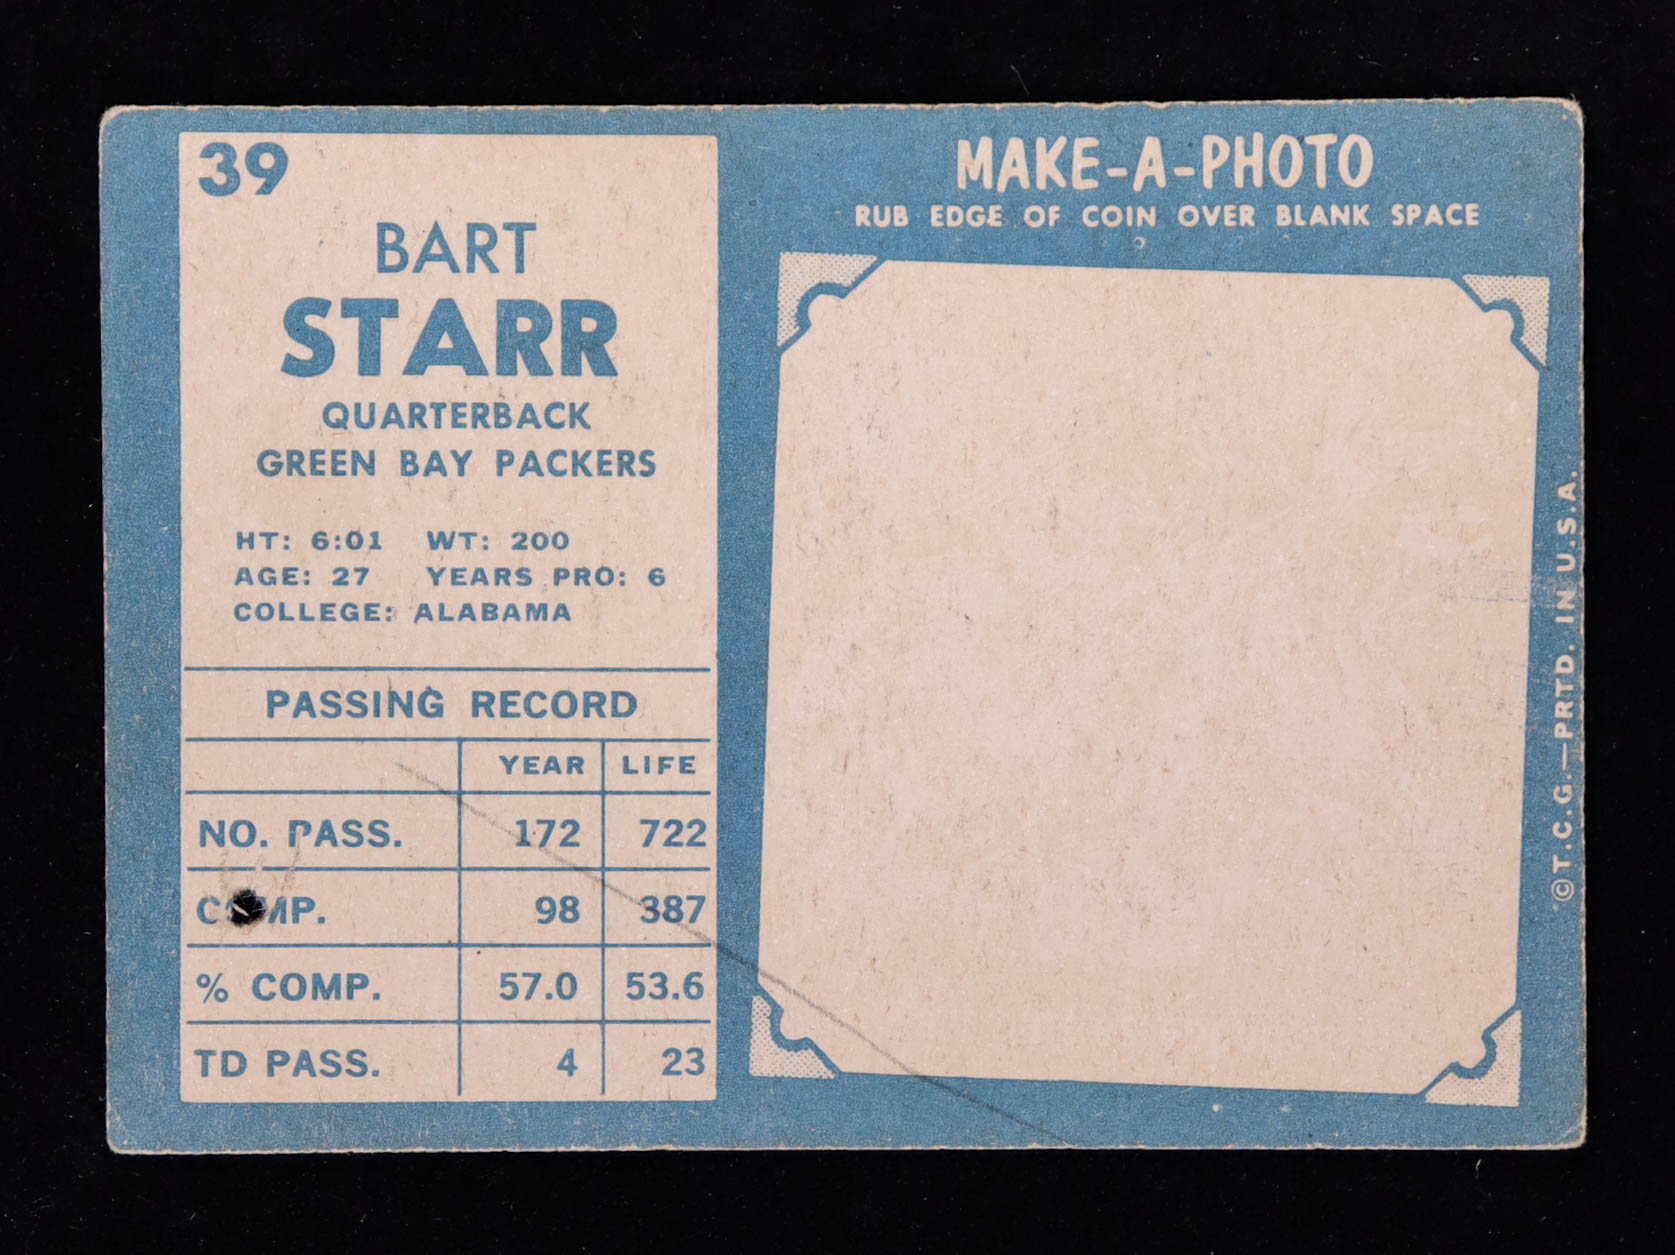 39
BART
STARR
QUARTERBACK
GREEN BAY PACKERS
HT: 6:01 WT: 200
AGE: 27 YEARS PRO: 6
COLLEGE: ALABAMA
PASSING RECORD
YEAR LIFE
NO. PASS. 172 722
COMP. 98 387
% COMP. 57.0 53.6
TD PASS. 4 23
MAKE-A-PHOTO
RUB EDGE OF COIN OVER BLANK SPACE
©T.C.G.—PRTD. IN U.S.A.